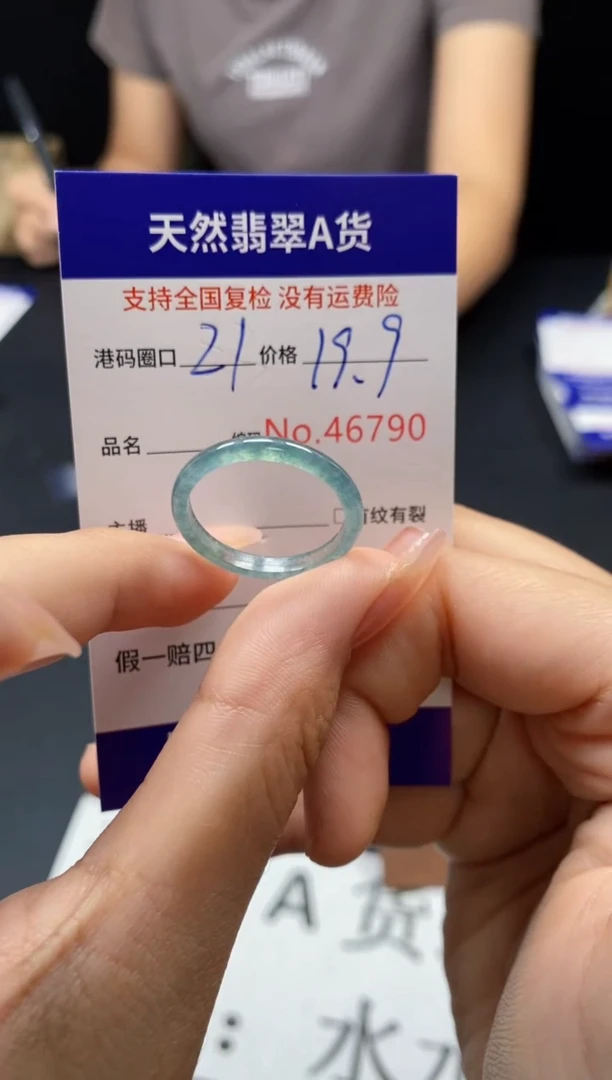 天然翡翠A货
支持全国复检 没有运费险
港码圈口 21 价格 19.9
品名 No.46790
主播 有纹有裂
假一赔四
A 货
： 水